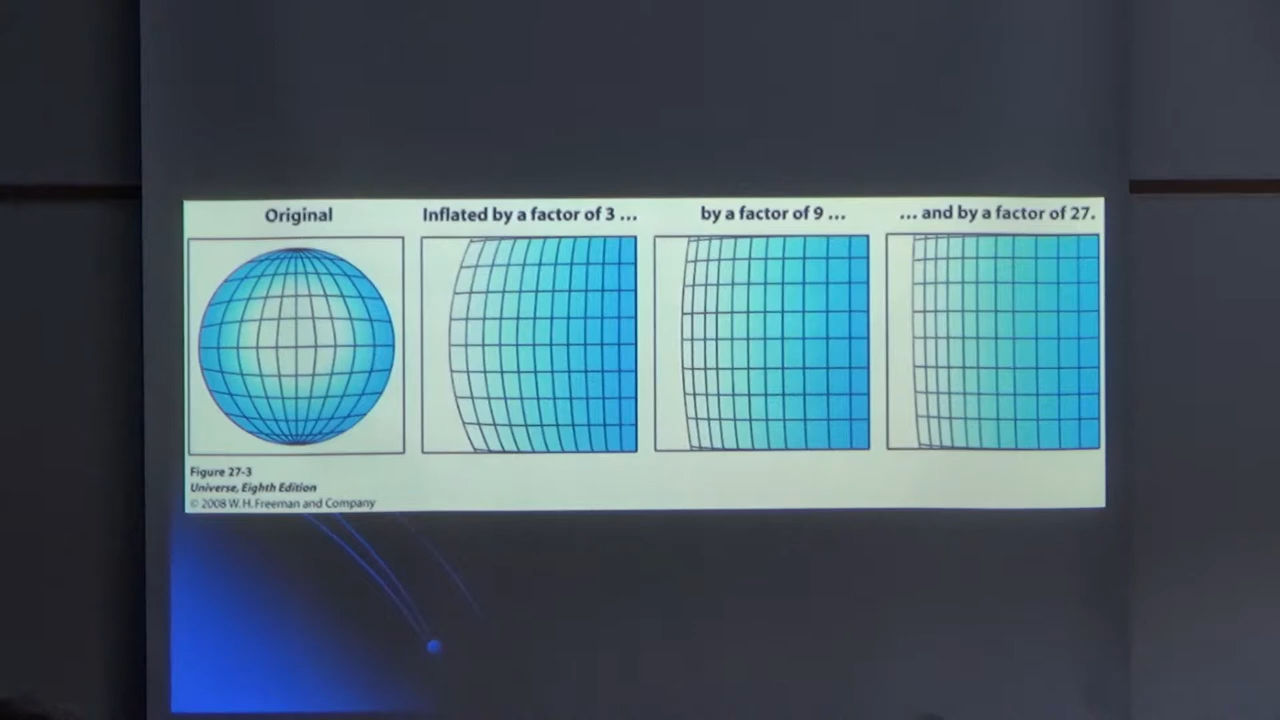 Original
Inflated by a factor of 3 ...
by a factor of 9 ...
... and by a factor of 27.
Figure 27-3
Universe, Eighth Edition
© 2008 W. H. Freeman and Company